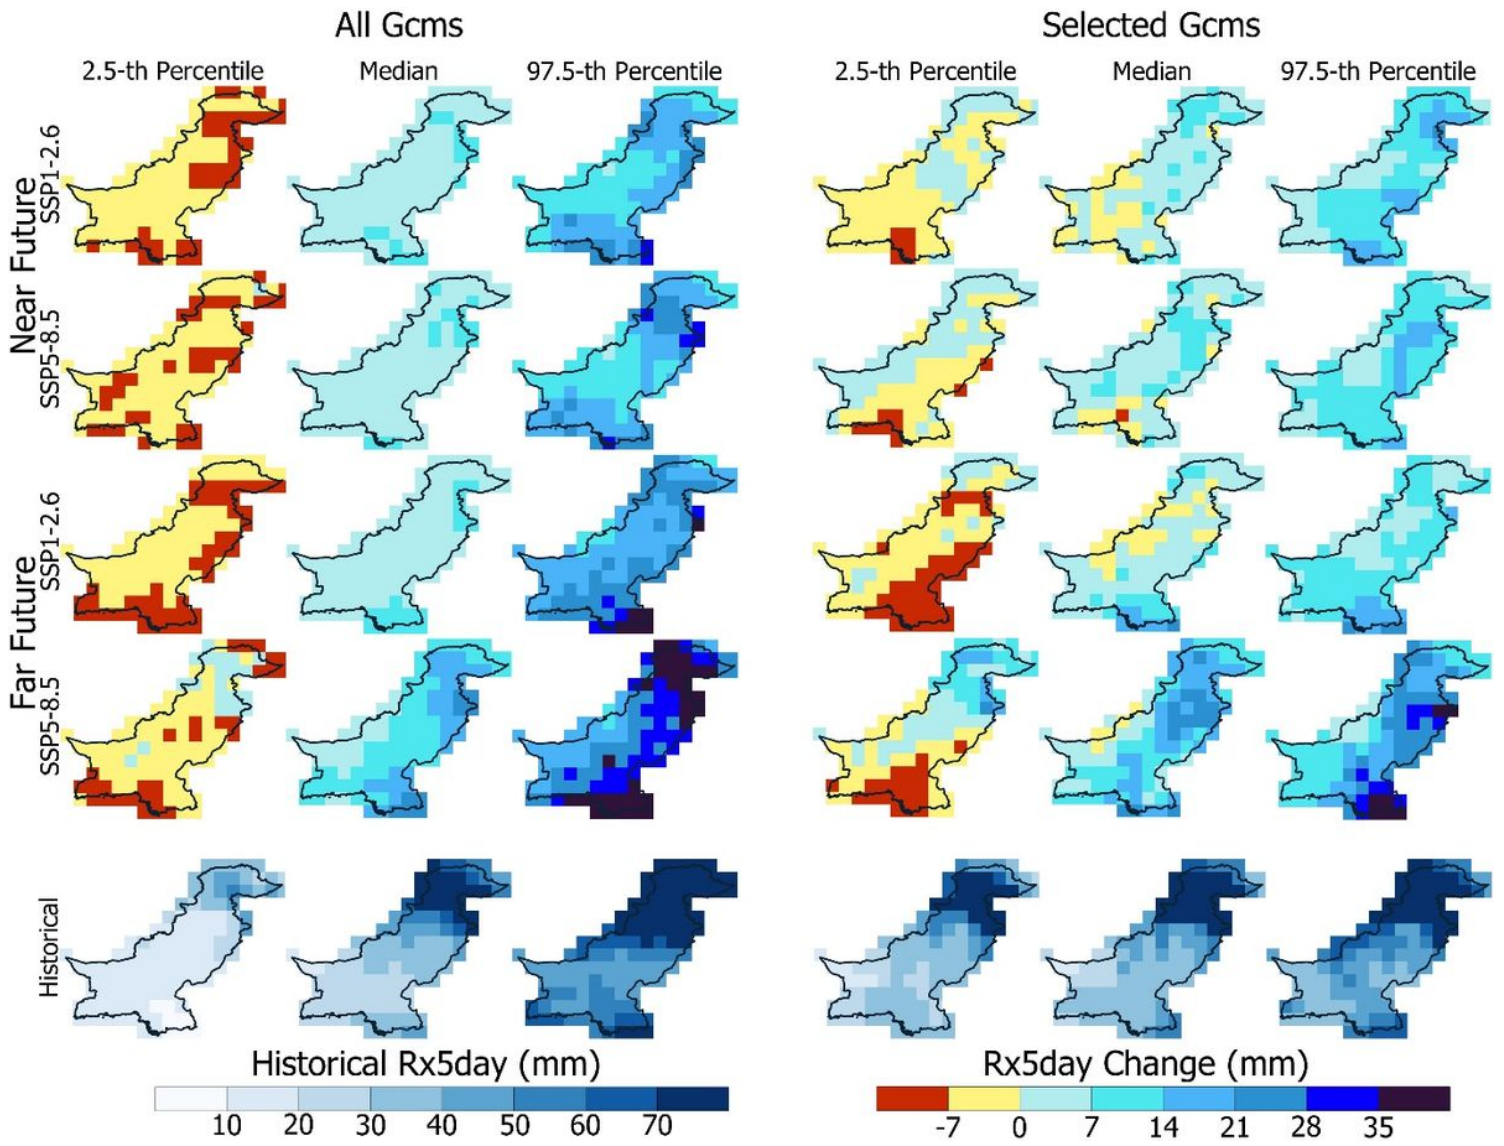 All Gcms
Selected Gcms
2.5-th Percentile
Median
97.5-th Percentile
2.5-th Percentile
Median
97.5-th Percentile
Near Future
SSP1-2.6
SSP5-8.5
Far Future
SSP1-2.6
SSP5-8.5
Historical
Historical Rx5day (mm)
10 20 30 40 50 60 70
Rx5day Change (mm)
-7 0 7 14 21 28 35